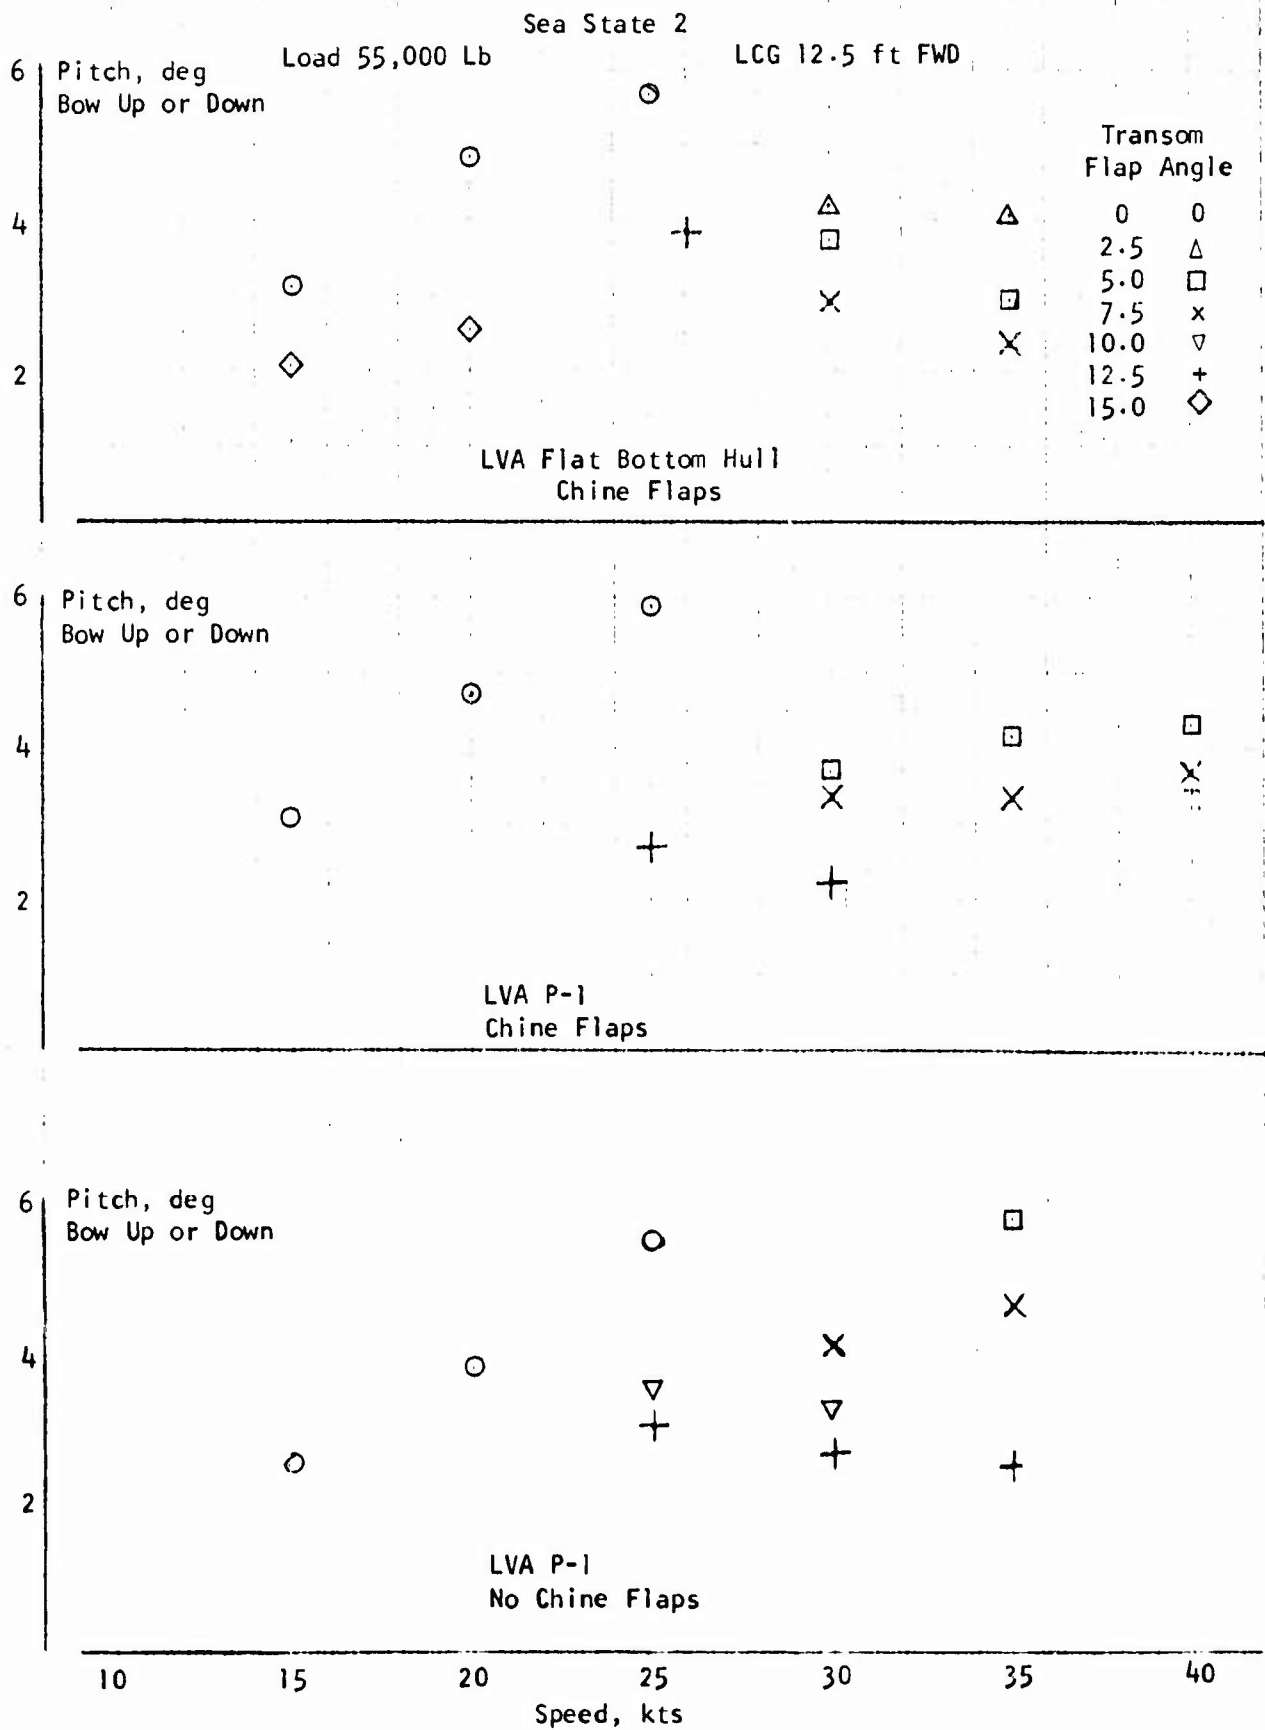 Sea State 2
Load 55,000 Lb LCG 12.5 ft FWD
6 Pitch, deg
Bow Up or Down
Transom
Flap Angle
0 O
2.5 Δ
5.0 □
7.5 x
10.0 ▽
12.5 +
15.0 ◇
4
2
LVA Flat Bottom Hull
Chine Flaps
6 Pitch, deg
Bow Up or Down
4
2
LVA P-1
Chine Flaps
6 Pitch, deg
Bow Up or Down
4
2
LVA P-1
No Chine Flaps
10 15 20 25 30 35 40
Speed, kts